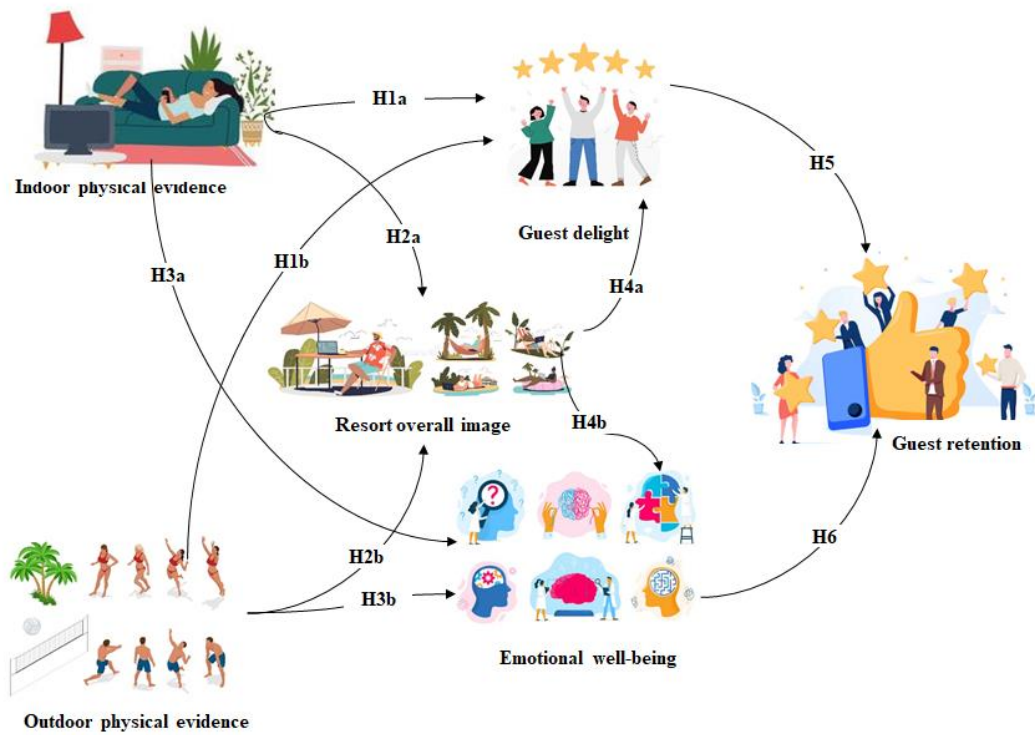 H1a
Indoor physical evidence
H5
Guest delight
H2a
H1b
H3a
H4a
Resort overall image
H4b
Guest retention
H2b
H6
H3b
Emotional well-being
Outdoor physical evidence